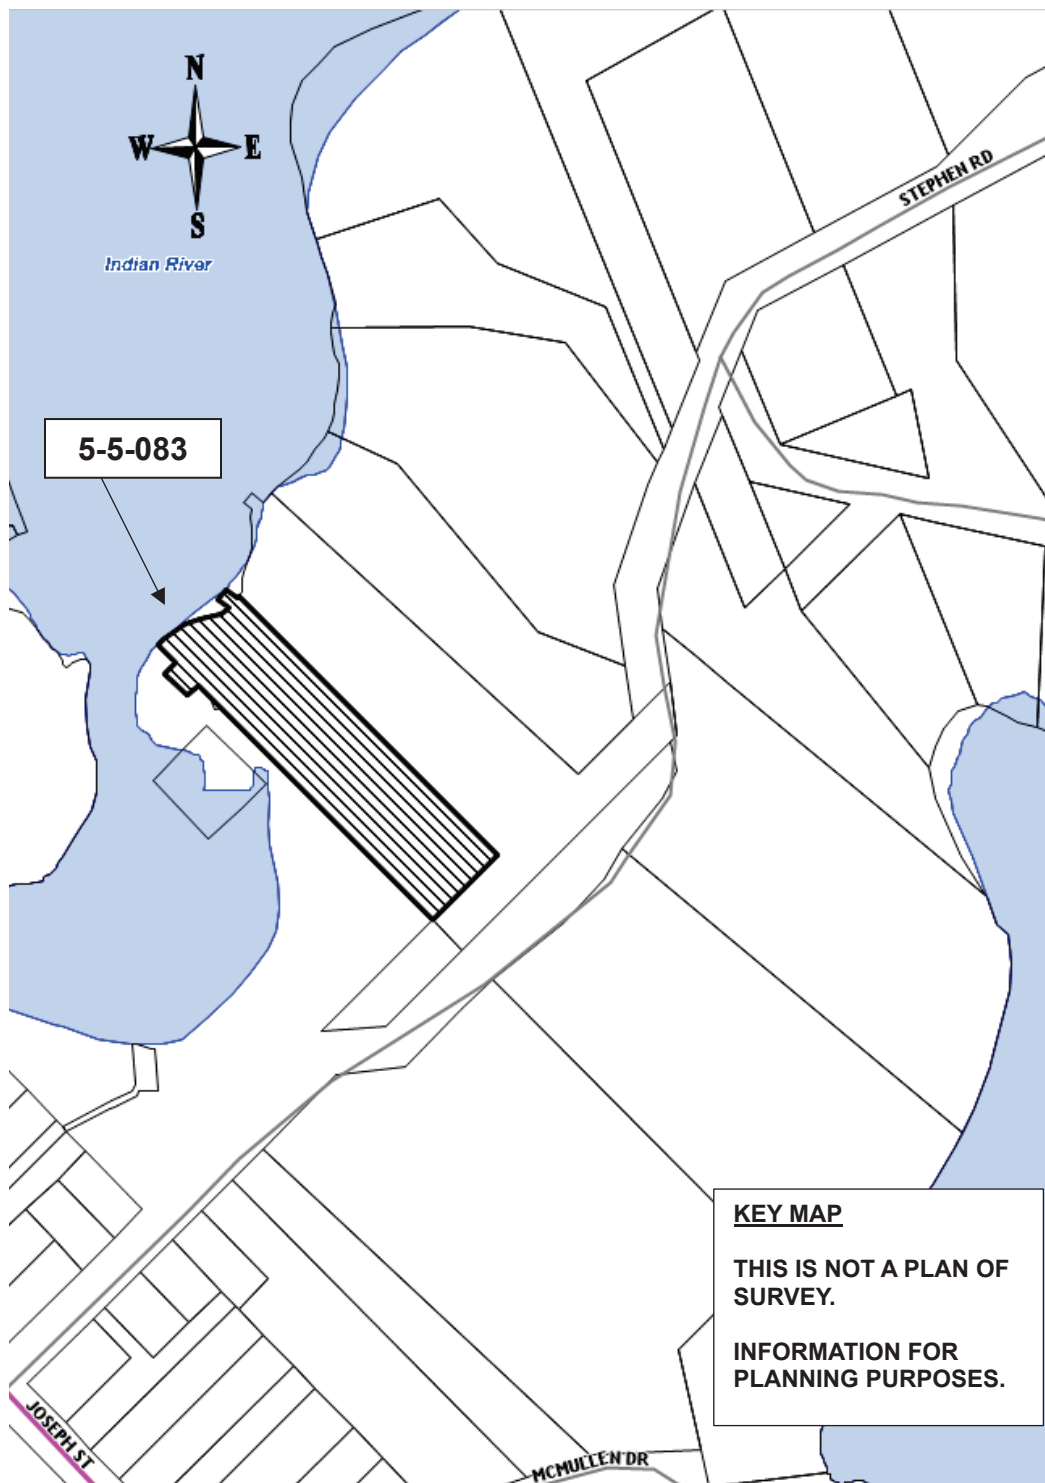 N
W E
S
Indian River
STEPHEN RD
5-5-083
KEY MAP
THIS IS NOT A PLAN OF
SURVEY.
INFORMATION FOR
PLANNING PURPOSES.
JOSEPH ST
MCMULLEN DR